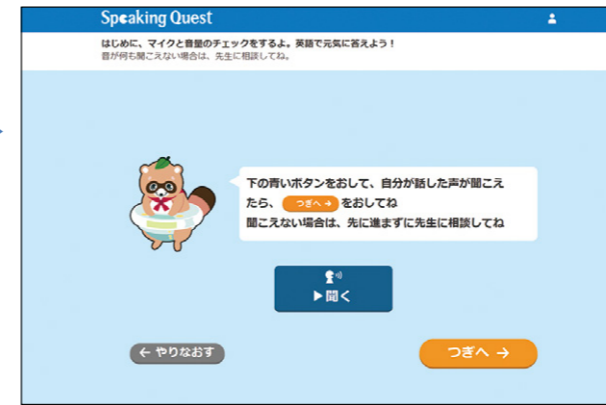 Speaking Quest
はじめに、マイクと音量のチェックをするよ。英語で元気に答えよう！
音が何も聞こえない場合は、先生に相談してね。
下の青いボタンをおして、自分が話した声が聞こえ
たら、 つぎへ → をおしてね
聞こえない場合は、先に進まずに先生に相談してね
▶聞く
← やりなおす
つぎへ →